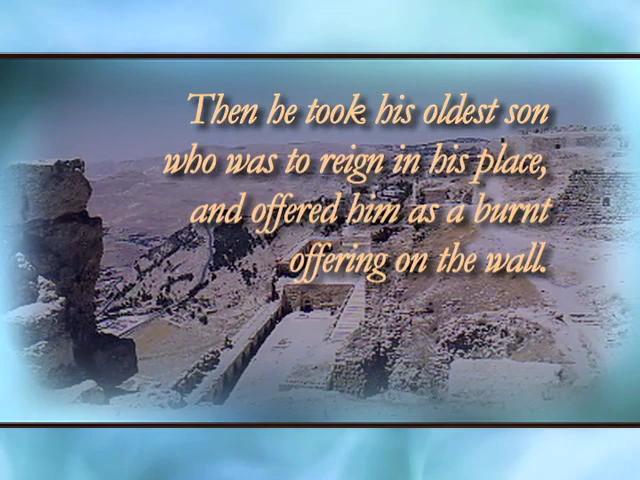 Then he took his oldest son
who was to reign in his place,
and offered him as a burnt
offering on the wall.